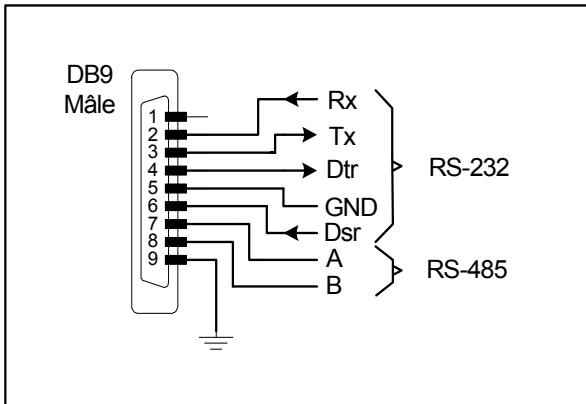 DB9
Mâle
1
2
3
4
5
6
7
8
9
Rx
Tx
Dtr
GND
Dsr
A
B
RS-232
RS-485